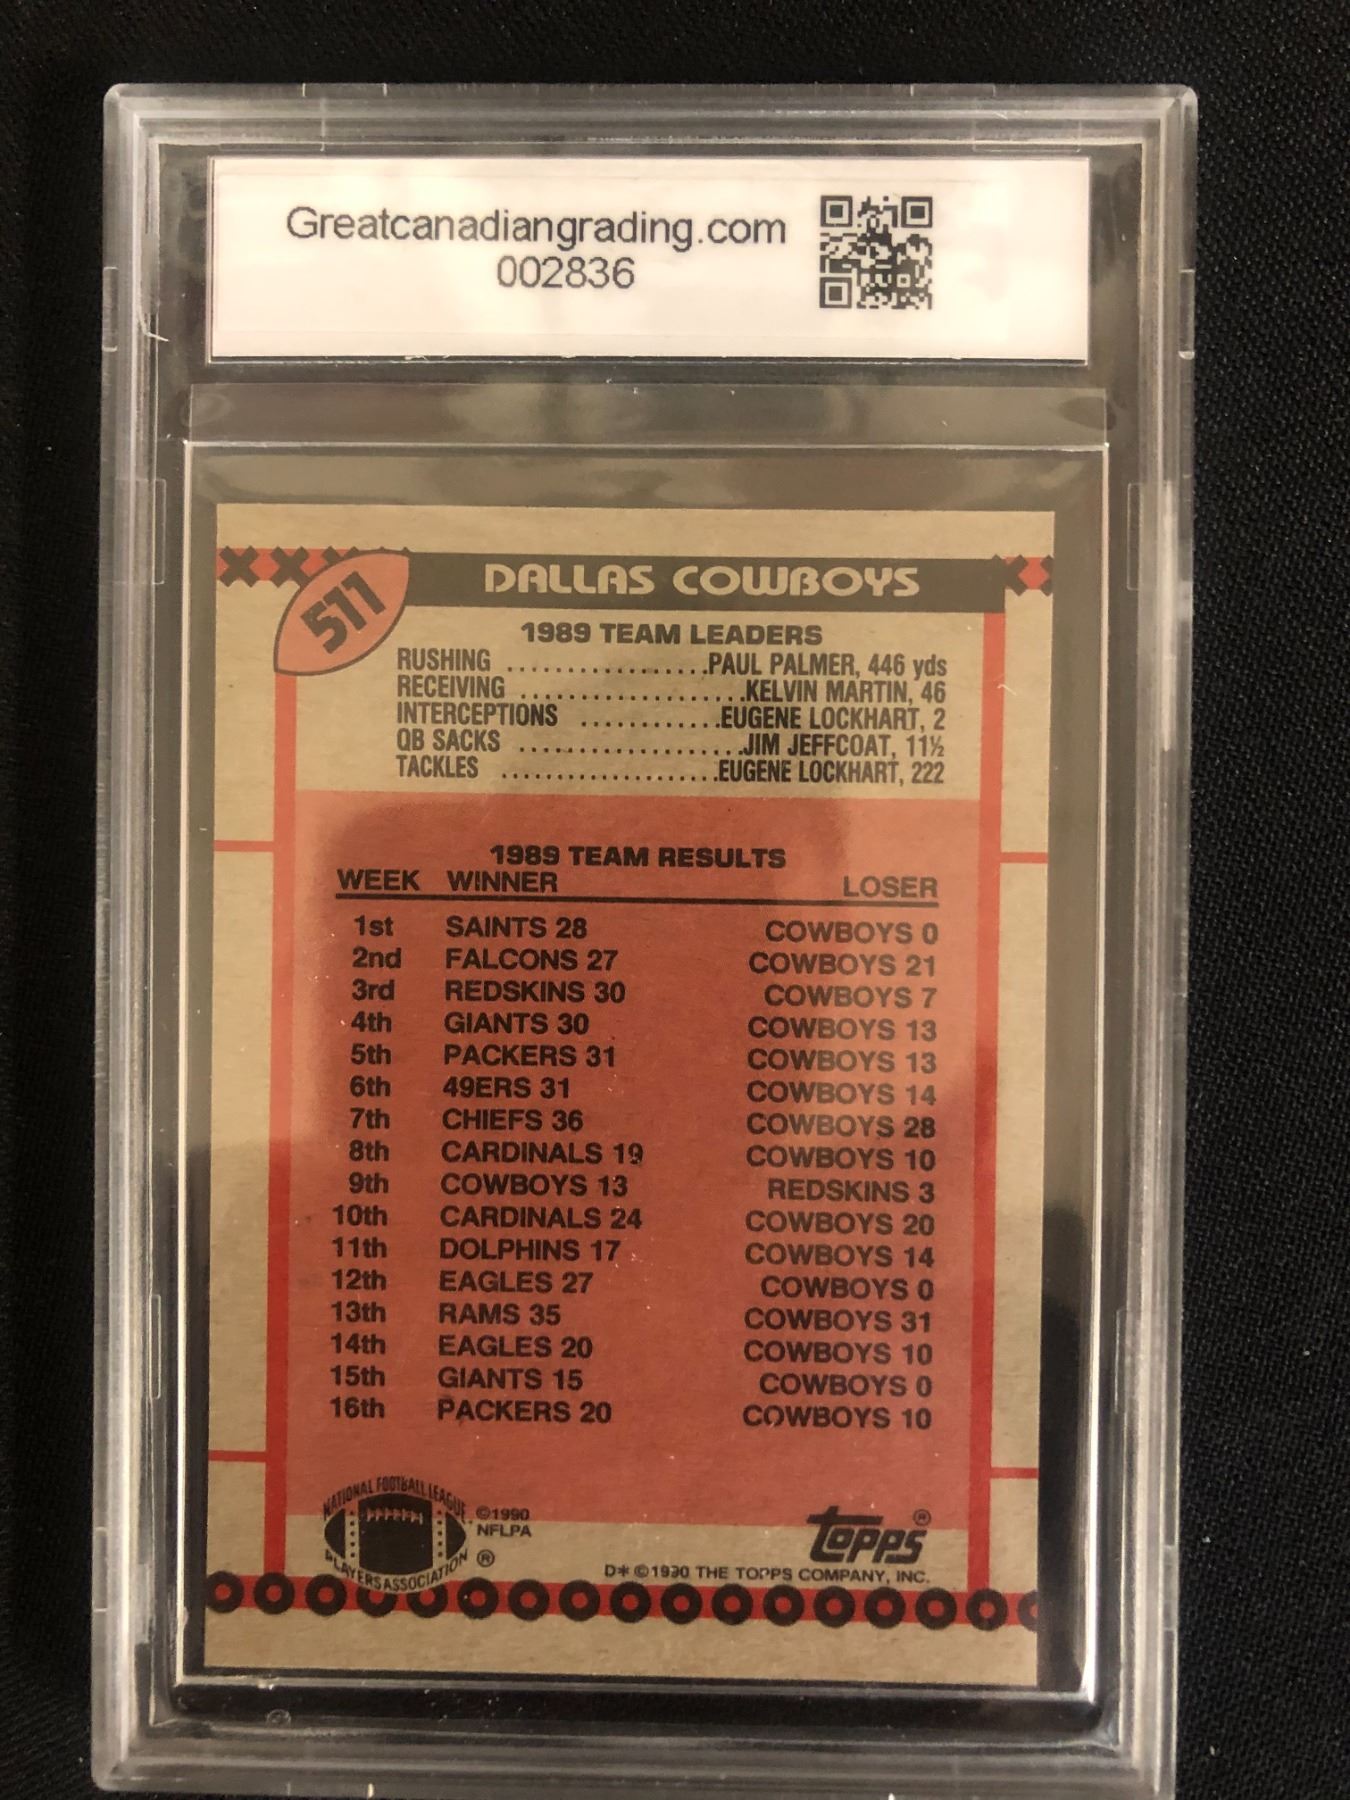 Greatcanadiangrading.com
002836
511
DALLAS COWBOYS
1989 TEAM LEADERS
RUSHING ....................PAUL PALMER, 446 yds
RECEIVING ...................KELVIN MARTIN, 46
INTERCEPTIONS ............EUGENE LOCKHART, 2
QB SACKS ...................JIM JEFFCOAT, 11½
TACKLES ....................EUGENE LOCKHART, 222
1989 TEAM RESULTS
WEEK WINNER LOSER
1st SAINTS 28 COWBOYS 0
2nd FALCONS 27 COWBOYS 21
3rd REDSKINS 30 COWBOYS 7
4th GIANTS 30 COWBOYS 13
5th PACKERS 31 COWBOYS 13
6th 49ERS 31 COWBOYS 14
7th CHIEFS 36 COWBOYS 28
8th CARDINALS 19 COWBOYS 10
9th COWBOYS 13 REDSKINS 3
10th CARDINALS 24 COWBOYS 20
11th DOLPHINS 17 COWBOYS 14
12th EAGLES 27 COWBOYS 0
13th RAMS 35 COWBOYS 31
14th EAGLES 20 COWBOYS 10
15th GIANTS 15 COWBOYS 0
16th PACKERS 20 COWBOYS 10
NATIONAL FOOTBALL LEAGUE
PLAYERS ASSOCIATION
©1990
NFLPA
®
topps®
D* ©1990 THE TOPPS COMPANY, INC.